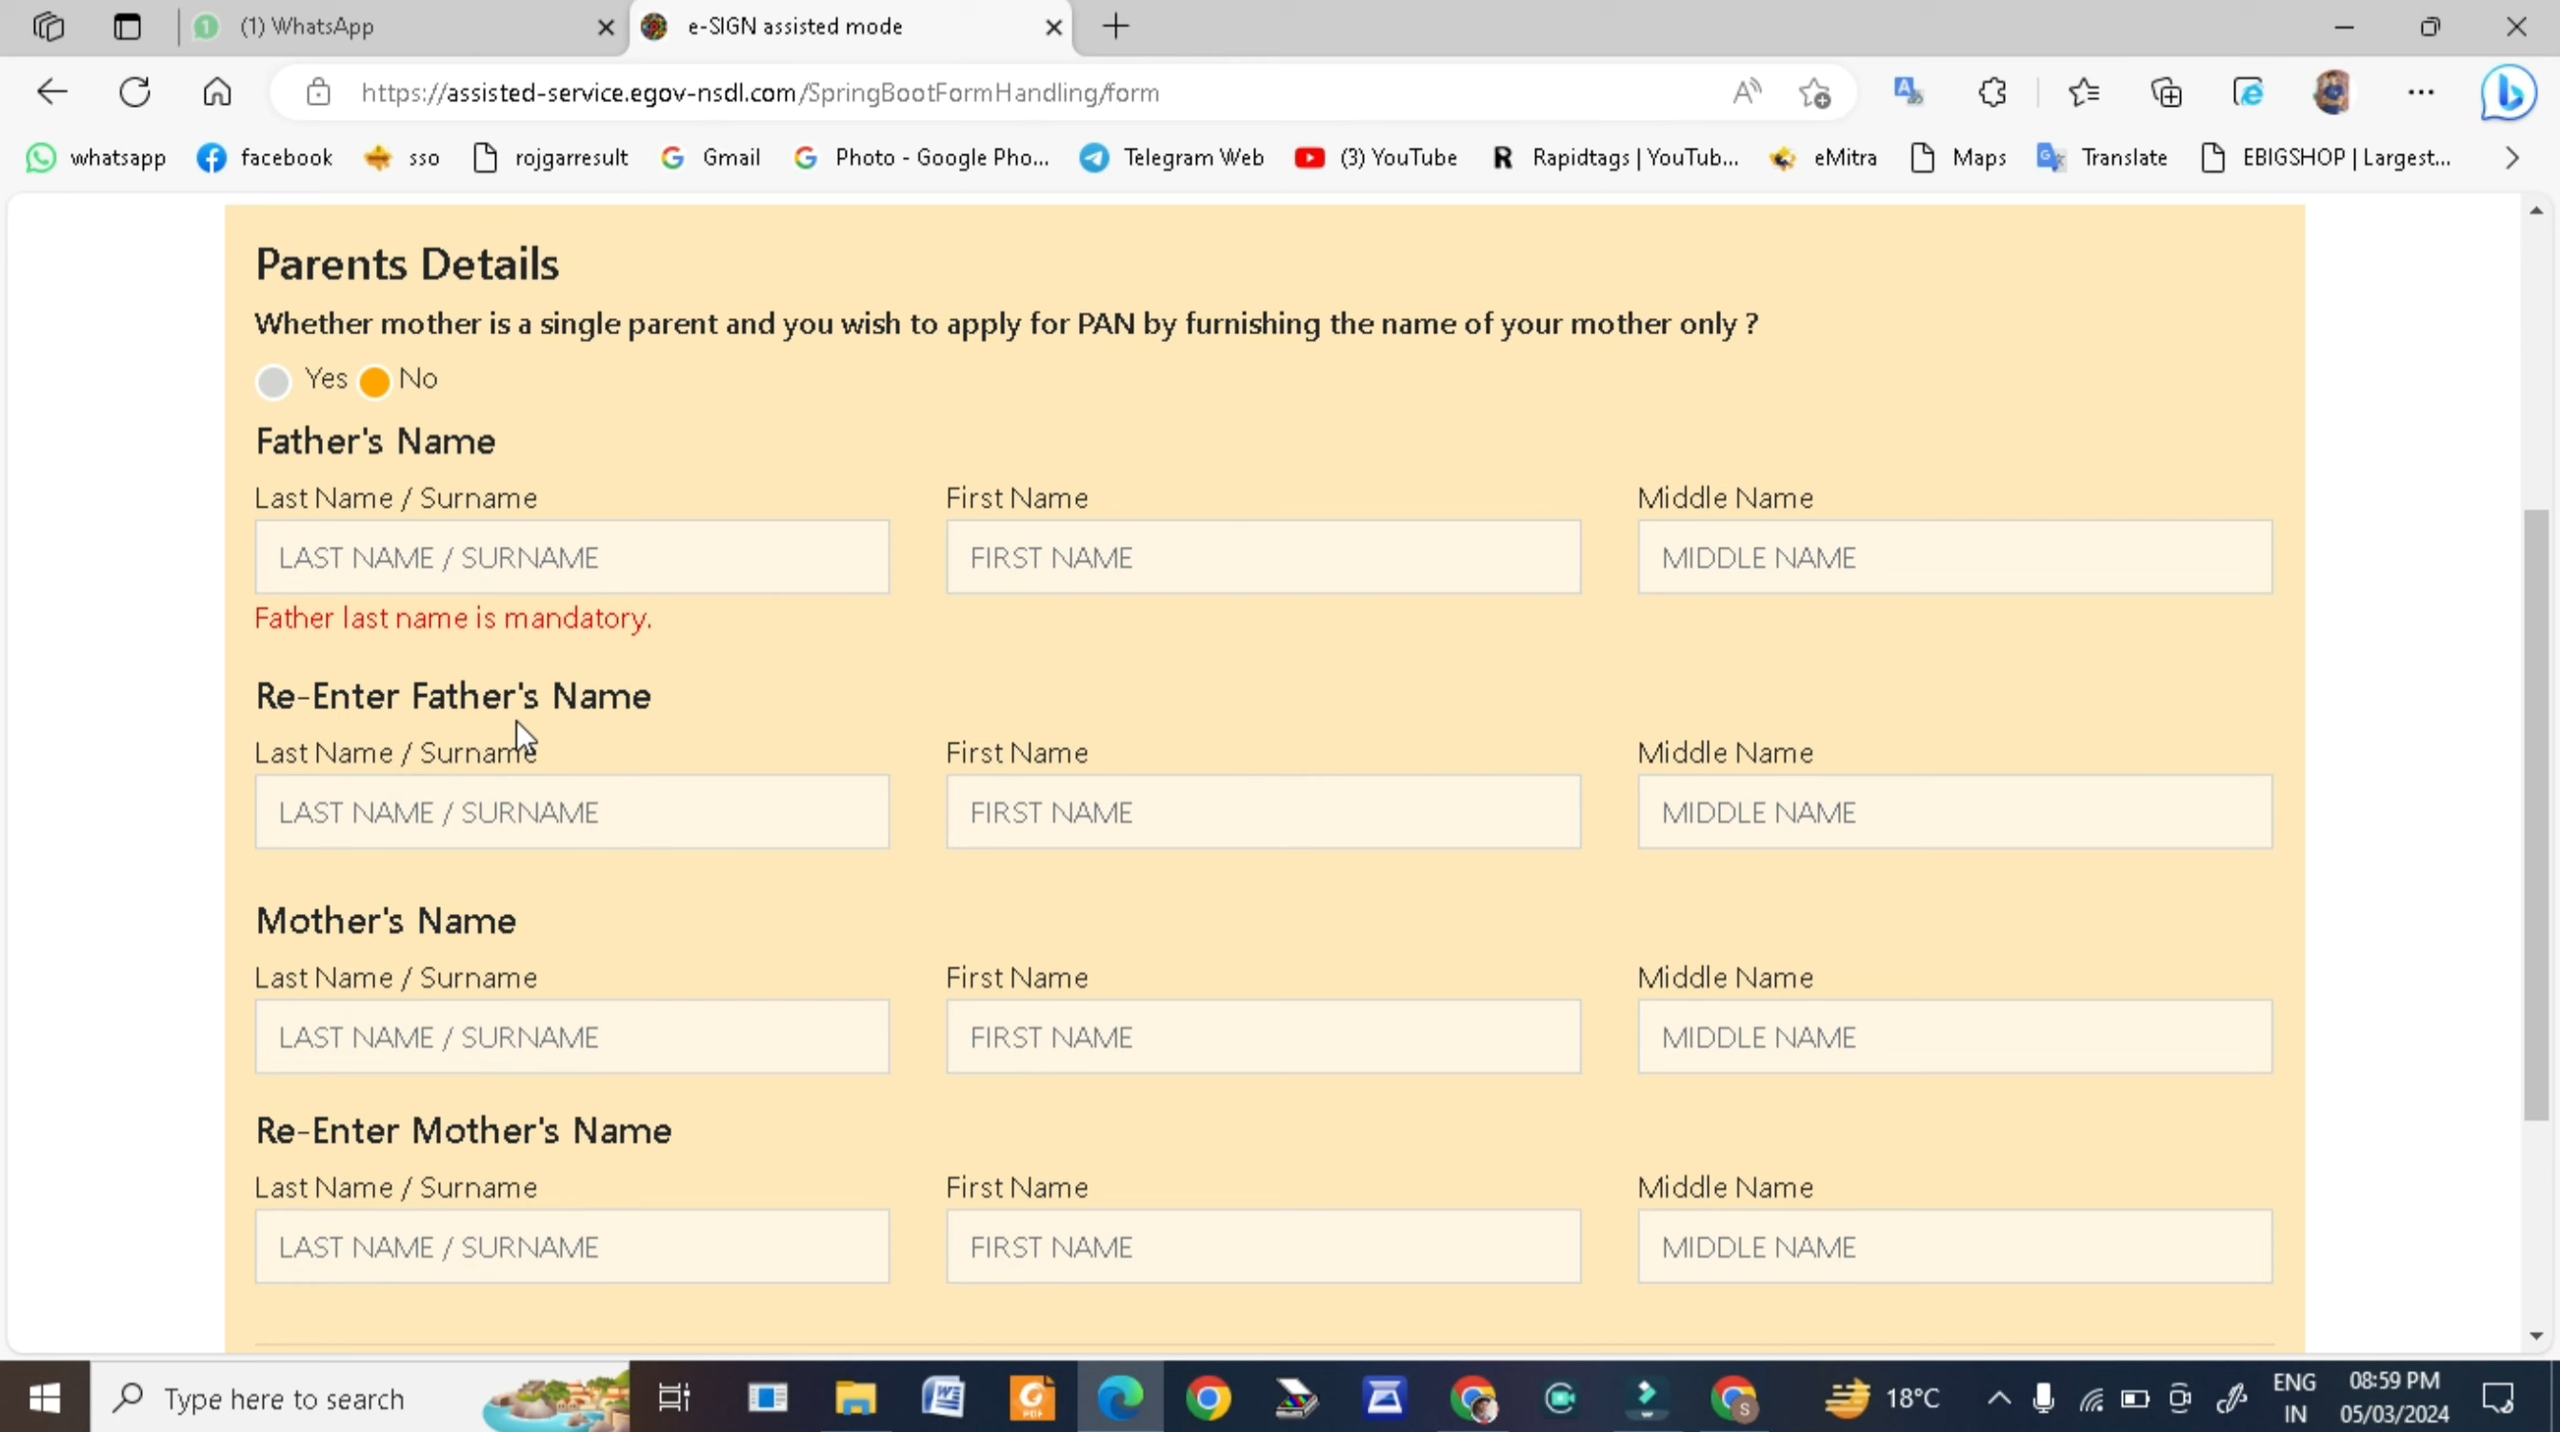 (1) WhatsApp
e-SIGN assisted mode
https://assisted-service.egov-nsdl.com/SpringBootFormHandling/form
whatsapp facebook sso rojgarresult Gmail Photo - Google Pho... Telegram Web (3) YouTube Rapidtags | YouTub... eMitra Maps Translate EBIGSHOP | Largest...
Parents Details
Whether mother is a single parent and you wish to apply for PAN by furnishing the name of your mother only ?
Yes No
Father's Name
Last Name / Surname First Name Middle Name
LAST NAME / SURNAME FIRST NAME MIDDLE NAME
Father last name is mandatory.
Re-Enter Father's Name
Last Name / Surname First Name Middle Name
LAST NAME / SURNAME FIRST NAME MIDDLE NAME
Mother's Name
Last Name / Surname First Name Middle Name
LAST NAME / SURNAME FIRST NAME MIDDLE NAME
Re-Enter Mother's Name
Last Name / Surname First Name Middle Name
LAST NAME / SURNAME FIRST NAME MIDDLE NAME
Type here to search
18°C
ENG
IN
08:59 PM
05/03/2024